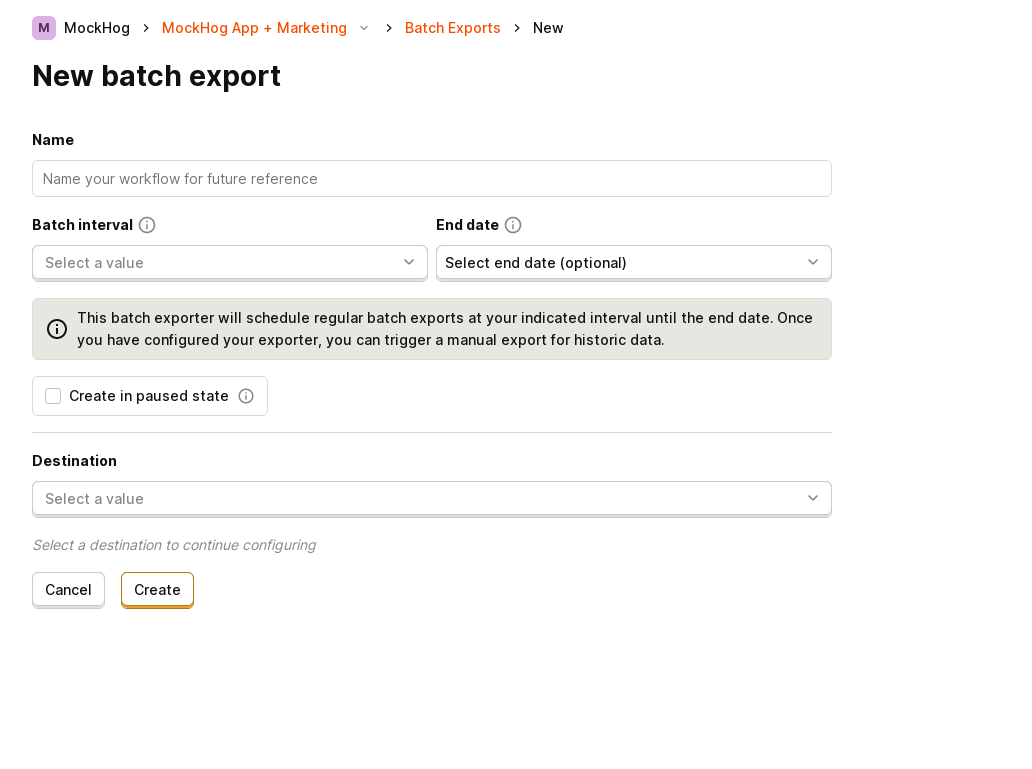 M MockHog MockHog App + Marketing Batch Exports New
New batch export
Name
Name your workflow for future reference
Batch interval End date
Select a value Select end date (optional)
This batch exporter will schedule regular batch exports at your indicated interval until the end date. Once
you have configured your exporter, you can trigger a manual export for historic data.
Create in paused state
Destination
Select a value
Select a destination to continue configuring
Cancel Create